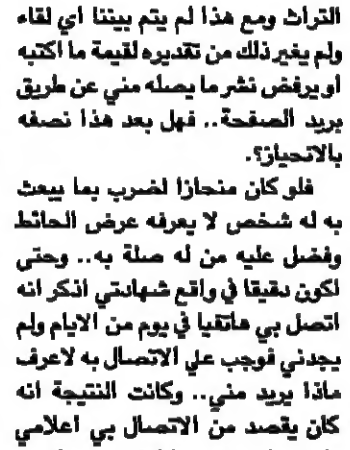 التراث ومع هذا لم يتم بيننا اي لقاء
ولم يغير ذلك من تقديره لقيمة ما اكتبه
او يرفض نشر ما يصله مني عن طريق
بريد الصفحة.. فهل بعد هذا نصفه
بالانحياز؟.
فلو كان منحازا لضرب بما يبعث
به له شخص لا يعرفه عرض الحائط
وفضل عليه من له صلة به.. وحتى
لكون دقيقا في واقع شهادتي انكر انه
اتصل بي هاتفيا في يوم من الايام ولم
يجدني فوجب علي الاتصال به لاعرف
ماذا يريد مني.. وكانت النتيجة انه
كان يقصد من الاتصال بي اعلامي